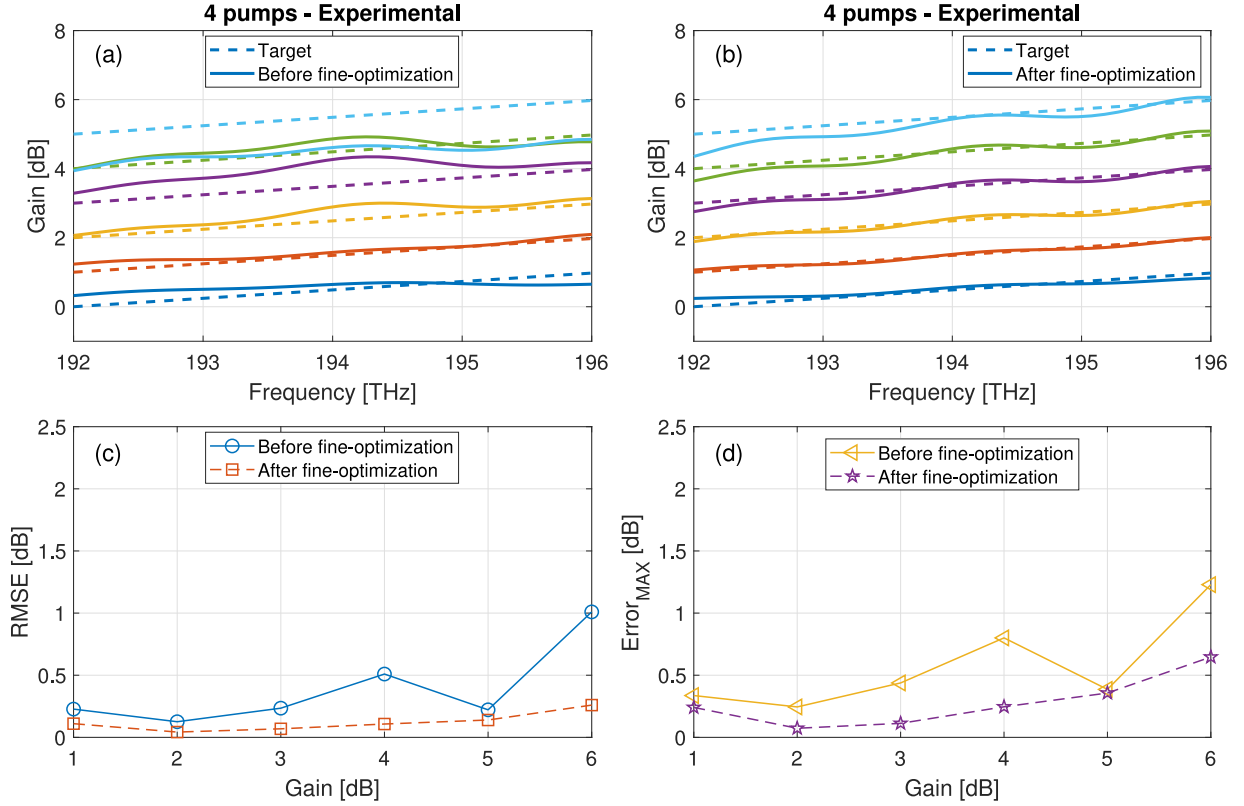 4 pumps - Experimental
(a)
Target
Before fine-optimization
Gain [dB]
8
6
4
2
0
192
193
194
195
196
Frequency [THz]
4 pumps - Experimental
(b)
Target
After fine-optimization
Gain [dB]
8
6
4
2
0
192
193
194
195
196
Frequency [THz]
(c)
Before fine-optimization
After fine-optimization
RMSE [dB]
2.5
2
1.5
1
0.5
0
1
2
3
4
5
6
Gain [dB]
(d)
Before fine-optimization
After fine-optimization
Error_MAX [dB]
2.5
2
1.5
1
0.5
0
1
2
3
4
5
6
Gain [dB]